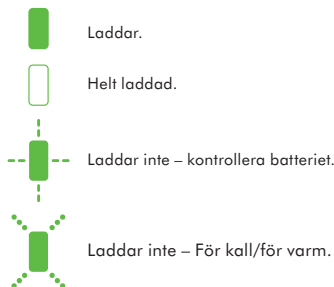 Laddar.
Helt laddad.
Laddar inte – kontrollera batteriet.
Laddar inte – För kall/för varm.